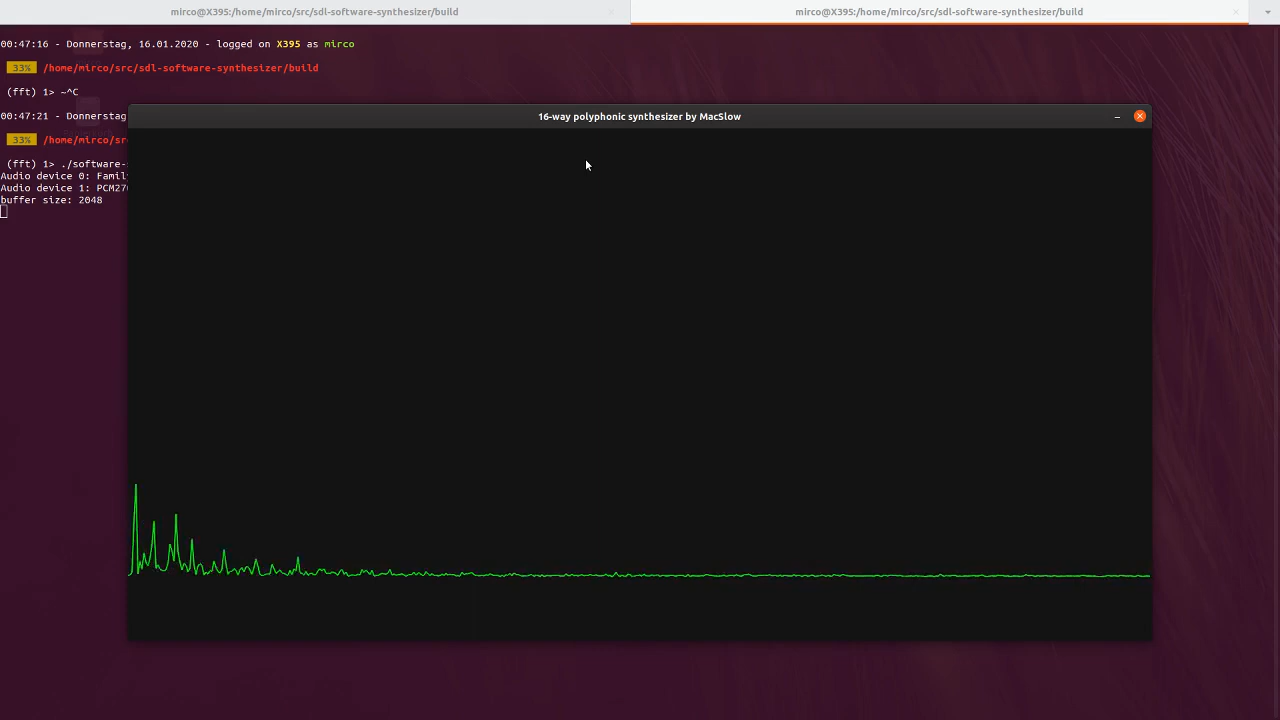 mirco@X395:/home/mirco/src/sdl-software-synthesizer/build
mirco@X395:/home/mirco/src/sdl-software-synthesizer/build
00:47:16 - Donnerstag, 16.01.2020 - logged on X395 as mirco
33% /home/mirco/src/sdl-software-synthesizer/build
(fft) 1> ~^C
00:47:21 - Donnerstag
33% /home/mirco/sr
(fft) 1> ./software-s
Audio device 0: Famil
Audio device 1: PCM27
buffer size: 2048
16-way polyphonic synthesizer by MacSlow